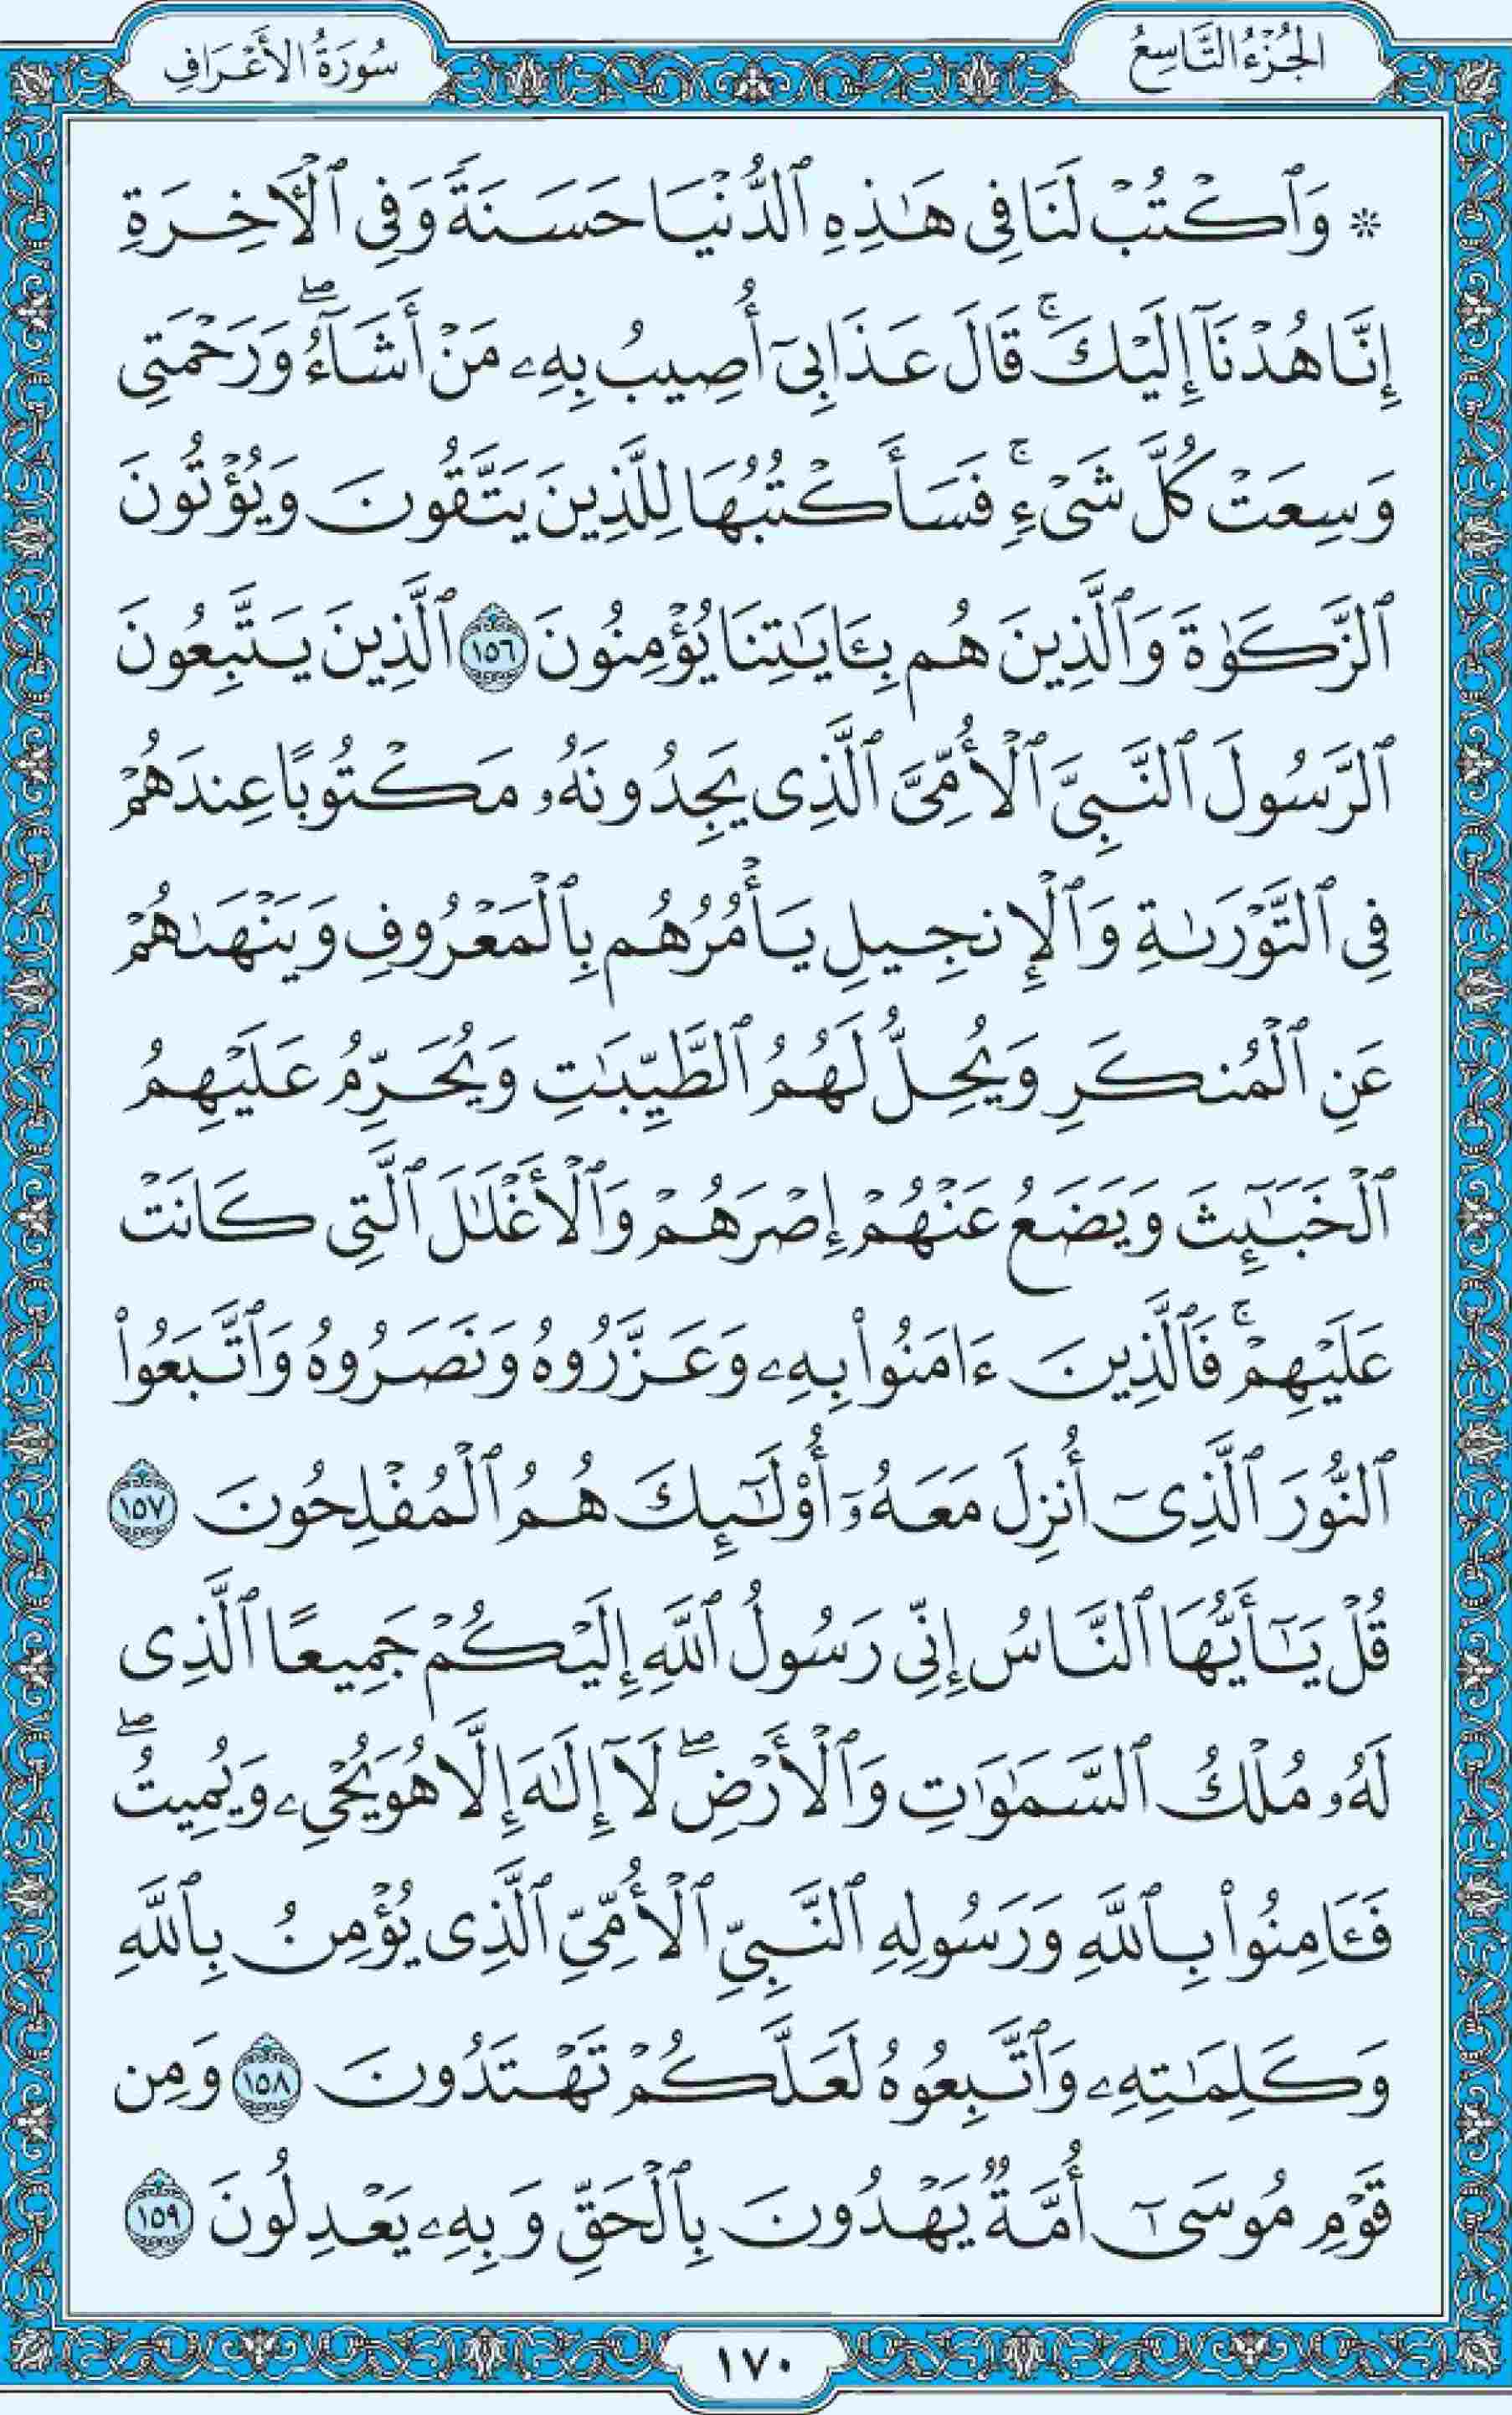 الجُزْءُ التَّاسِعُ
سُورَةُ الأَعْرَافِ
۞ وَٱكۡتُبۡ لَنَا فِي هَٰذِهِ ٱلدُّنۡيَا حَسَنَةٗ وَفِي ٱلۡأٓخِرَةِ
إِنَّا هُدۡنَآ إِلَيۡكَۚ قَالَ عَذَابِيٓ أُصِيبُ بِهِۦ مَنۡ أَشَآءُۖ وَرَحۡمَتِي
وَسِعَتۡ كُلَّ شَيۡءٖۚ فَسَأَكۡتُبُهَا لِلَّذِينَ يَتَّقُونَ وَيُؤۡتُونَ
ٱلزَّكَوٰةَ وَٱلَّذِينَ هُم بِـَٔايَٰتِنَا يُؤۡمِنُونَ ١٥٦ ٱلَّذِينَ يَتَّبِعُونَ
ٱلرَّسُولَ ٱلنَّبِيَّ ٱلۡأُمِّيَّ ٱلَّذِي يَجِدُونَهُۥ مَكۡتُوبًا عِندَهُمۡ
فِي ٱلتَّوۡرَىٰةِ وَٱلۡإِنجِيلِ يَأۡمُرُهُم بِٱلۡمَعۡرُوفِ وَيَنۡهَىٰهُمۡ
عَنِ ٱلۡمُنكَرِ وَيُحِلُّ لَهُمُ ٱلطَّيِّبَٰتِ وَيُحَرِّمُ عَلَيۡهِمُ
ٱلۡخَبَٰٓئِثَ وَيَضَعُ عَنۡهُمۡ إِصۡرَهُمۡ وَٱلۡأَغۡلَٰلَ ٱلَّتِي كَانَتۡ
عَلَيۡهِمۡۚ فَٱلَّذِينَ ءَامَنُواْ بِهِۦ وَعَزَّرُوهُ وَنَصَرُوهُ وَٱتَّبَعُواْ
ٱلنُّورَ ٱلَّذِيٓ أُنزِلَ مَعَهُۥٓ أُوْلَٰٓئِكَ هُمُ ٱلۡمُفۡلِحُونَ ١٥٧
قُلۡ يَٰٓأَيُّهَا ٱلنَّاسُ إِنِّي رَسُولُ ٱللَّهِ إِلَيۡكُمۡ جَمِيعًا ٱلَّذِي
لَهُۥ مُلۡكُ ٱلسَّمَٰوَٰتِ وَٱلۡأَرۡضِۖ لَآ إِلَٰهَ إِلَّا هُوَ يُحۡيِۦ وَيُمِيتُۖ
فَـَٔامِنُواْ بِٱللَّهِ وَرَسُولِهِ ٱلنَّبِيِّ ٱلۡأُمِّيِّ ٱلَّذِي يُؤۡمِنُ بِٱللَّهِ
وَكَلِمَٰتِهِۦ وَٱتَّبِعُوهُ لَعَلَّكُمۡ تَهۡتَدُونَ ١٥٨ وَمِن
قَوۡمِ مُوسَىٰٓ أُمَّةٞ يَهۡدُونَ بِٱلۡحَقِّ وَبِهِۦ يَعۡدِلُونَ ١٥٩
١٧٠